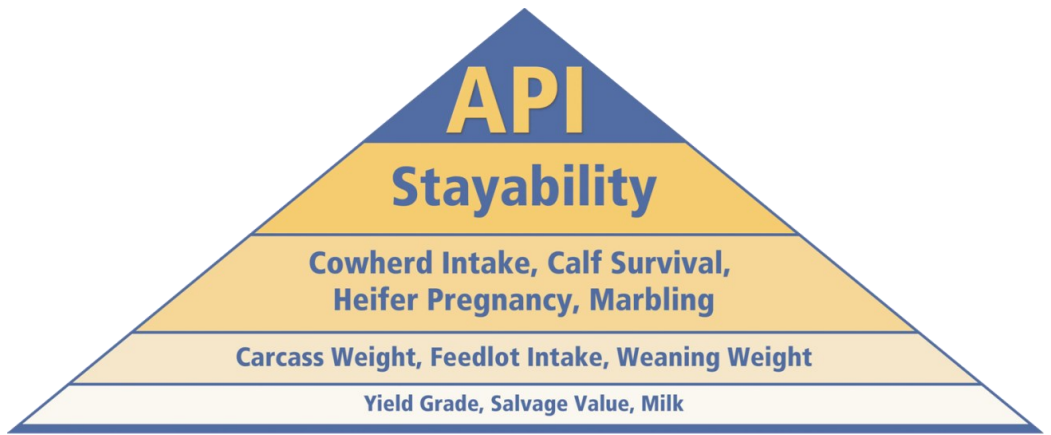 API
Stayability
Cowherd Intake, Calf Survival,
Heifer Pregnancy, Marbling
Carcass Weight, Feedlot Intake, Weaning Weight
Yield Grade, Salvage Value, Milk